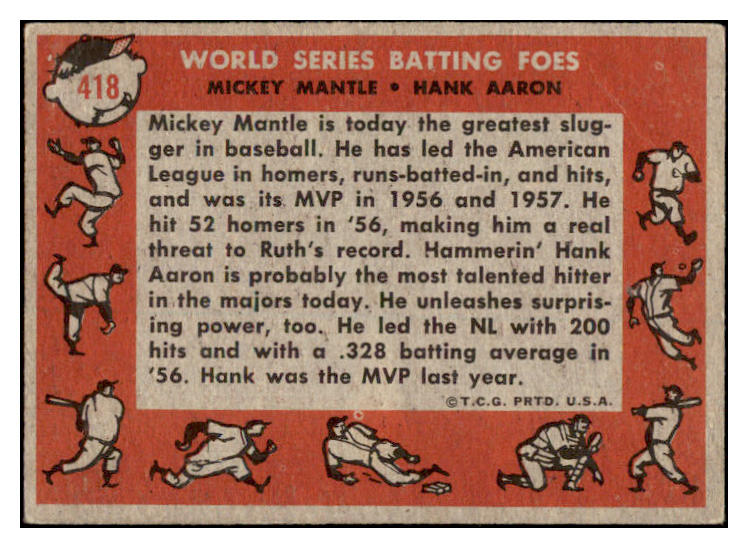 418
WORLD SERIES BATTING FOES
MICKEY MANTLE • HANK AARON
Mickey Mantle is today the greatest slug-
ger in baseball. He has led the American
League in homers, runs-batted-in, and hits,
and was its MVP in 1956 and 1957. He
hit 52 homers in '56, making him a real
threat to Ruth's record. Hammerin' Hank
Aaron is probably the most talented hitter
in the majors today. He unleashes surpris-
ing power, too. He led the NL with 200
hits and with a .328 batting average in
'56. Hank was the MVP last year.
©T.C.G. PRTD. U.S.A.